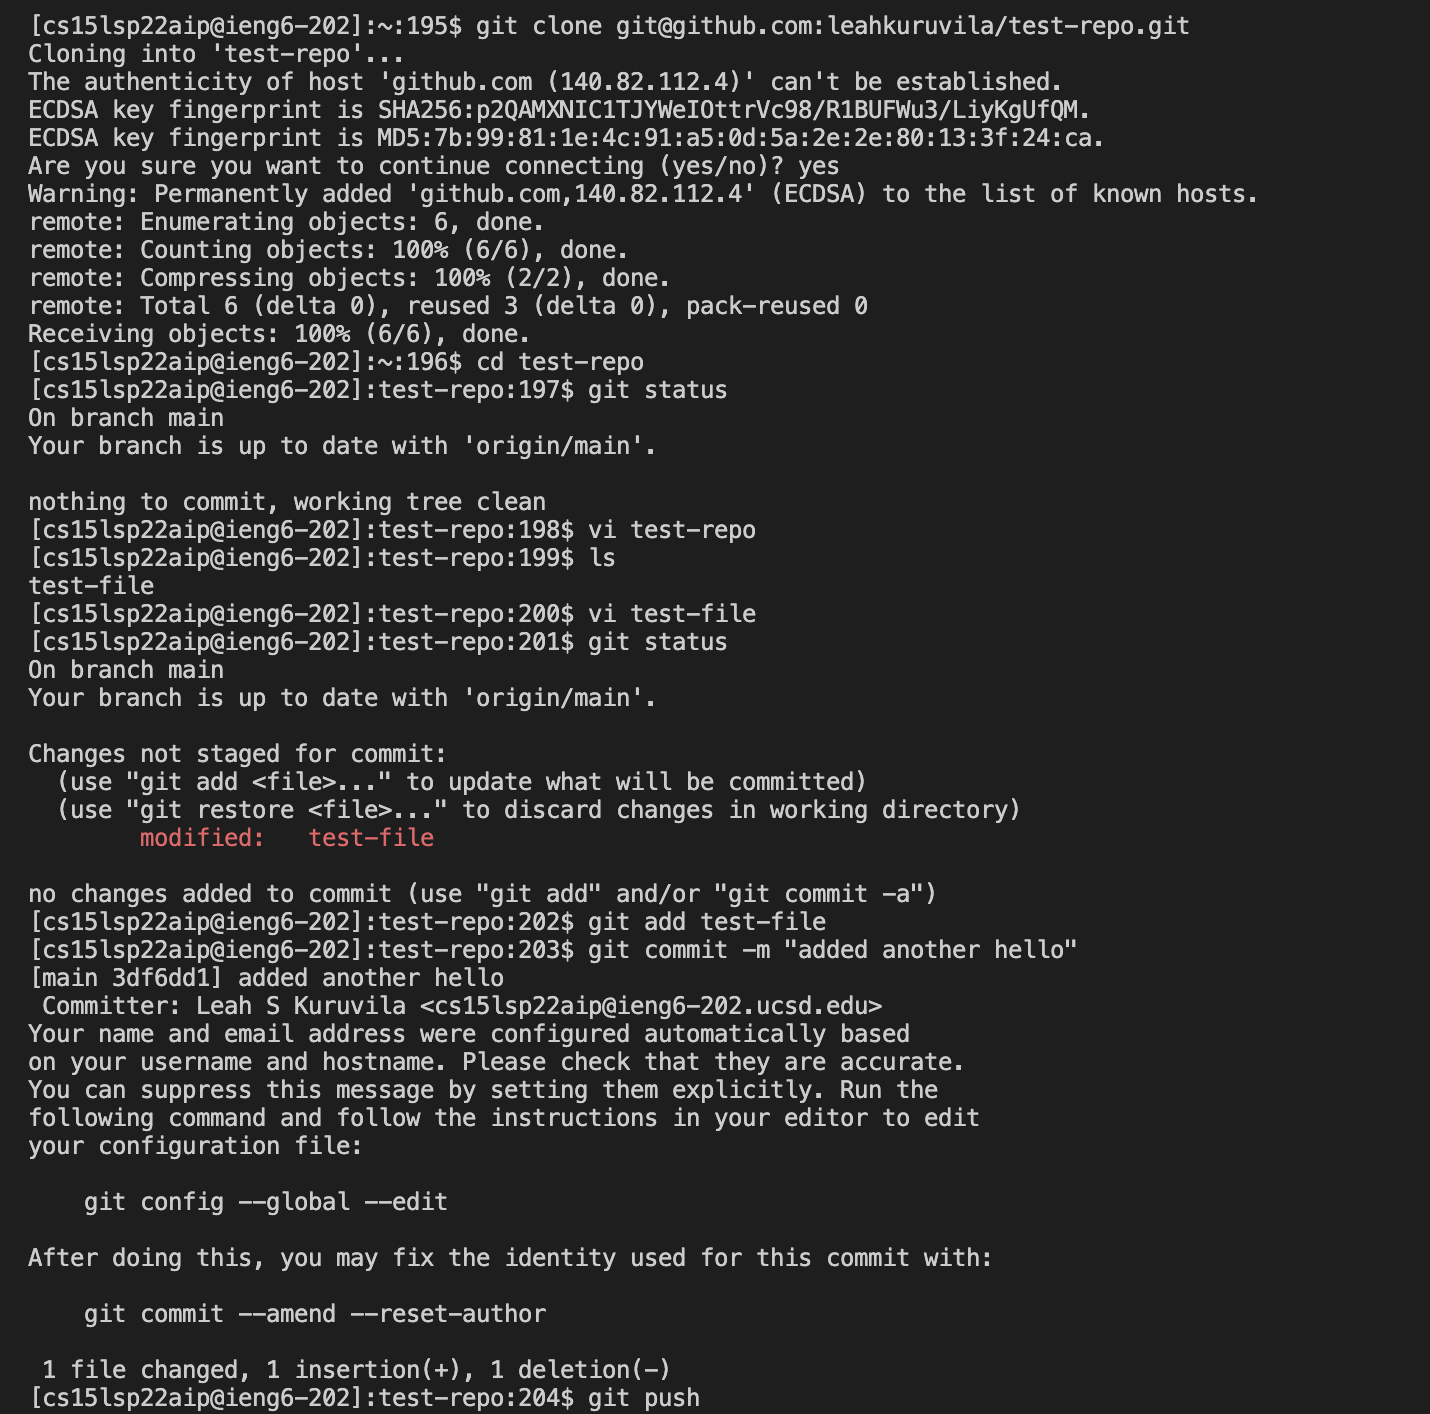 [cs15lsp22aip@ieng6-202]:~:195$ git clone git@github.com:leahkuruvila/test-repo.git
Cloning into 'test-repo'...
The authenticity of host 'github.com (140.82.112.4)' can't be established.
ECDSA key fingerprint is SHA256:p2QAMXNIC1TJYWeIOttrVc98/R1BUFWu3/LiyKgUfQM.
ECDSA key fingerprint is MD5:7b:99:81:1e:4c:91:a5:0d:5a:2e:2e:80:13:3f:24:ca.
Are you sure you want to continue connecting (yes/no)? yes
Warning: Permanently added 'github.com,140.82.112.4' (ECDSA) to the list of known hosts.
remote: Enumerating objects: 6, done.
remote: Counting objects: 100% (6/6), done.
remote: Compressing objects: 100% (2/2), done.
remote: Total 6 (delta 0), reused 3 (delta 0), pack-reused 0
Receiving objects: 100% (6/6), done.
[cs15lsp22aip@ieng6-202]:~:196$ cd test-repo
[cs15lsp22aip@ieng6-202]:test-repo:197$ git status
On branch main
Your branch is up to date with 'origin/main'.

nothing to commit, working tree clean
[cs15lsp22aip@ieng6-202]:test-repo:198$ vi test-repo
[cs15lsp22aip@ieng6-202]:test-repo:199$ ls
test-file
[cs15lsp22aip@ieng6-202]:test-repo:200$ vi test-file
[cs15lsp22aip@ieng6-202]:test-repo:201$ git status
On branch main
Your branch is up to date with 'origin/main'.

Changes not staged for commit:
  (use "git add <file>..." to update what will be committed)
  (use "git restore <file>..." to discard changes in working directory)
        modified:   test-file

no changes added to commit (use "git add" and/or "git commit -a")
[cs15lsp22aip@ieng6-202]:test-repo:202$ git add test-file
[cs15lsp22aip@ieng6-202]:test-repo:203$ git commit -m "added another hello"
[main 3df6dd1] added another hello
 Committer: Leah S Kuruvila <cs15lsp22aip@ieng6-202.ucsd.edu>
Your name and email address were configured automatically based
on your username and hostname. Please check that they are accurate.
You can suppress this message by setting them explicitly. Run the
following command and follow the instructions in your editor to edit
your configuration file:

    git config --global --edit

After doing this, you may fix the identity used for this commit with:

    git commit --amend --reset-author

 1 file changed, 1 insertion(+), 1 deletion(-)
[cs15lsp22aip@ieng6-202]:test-repo:204$ git push